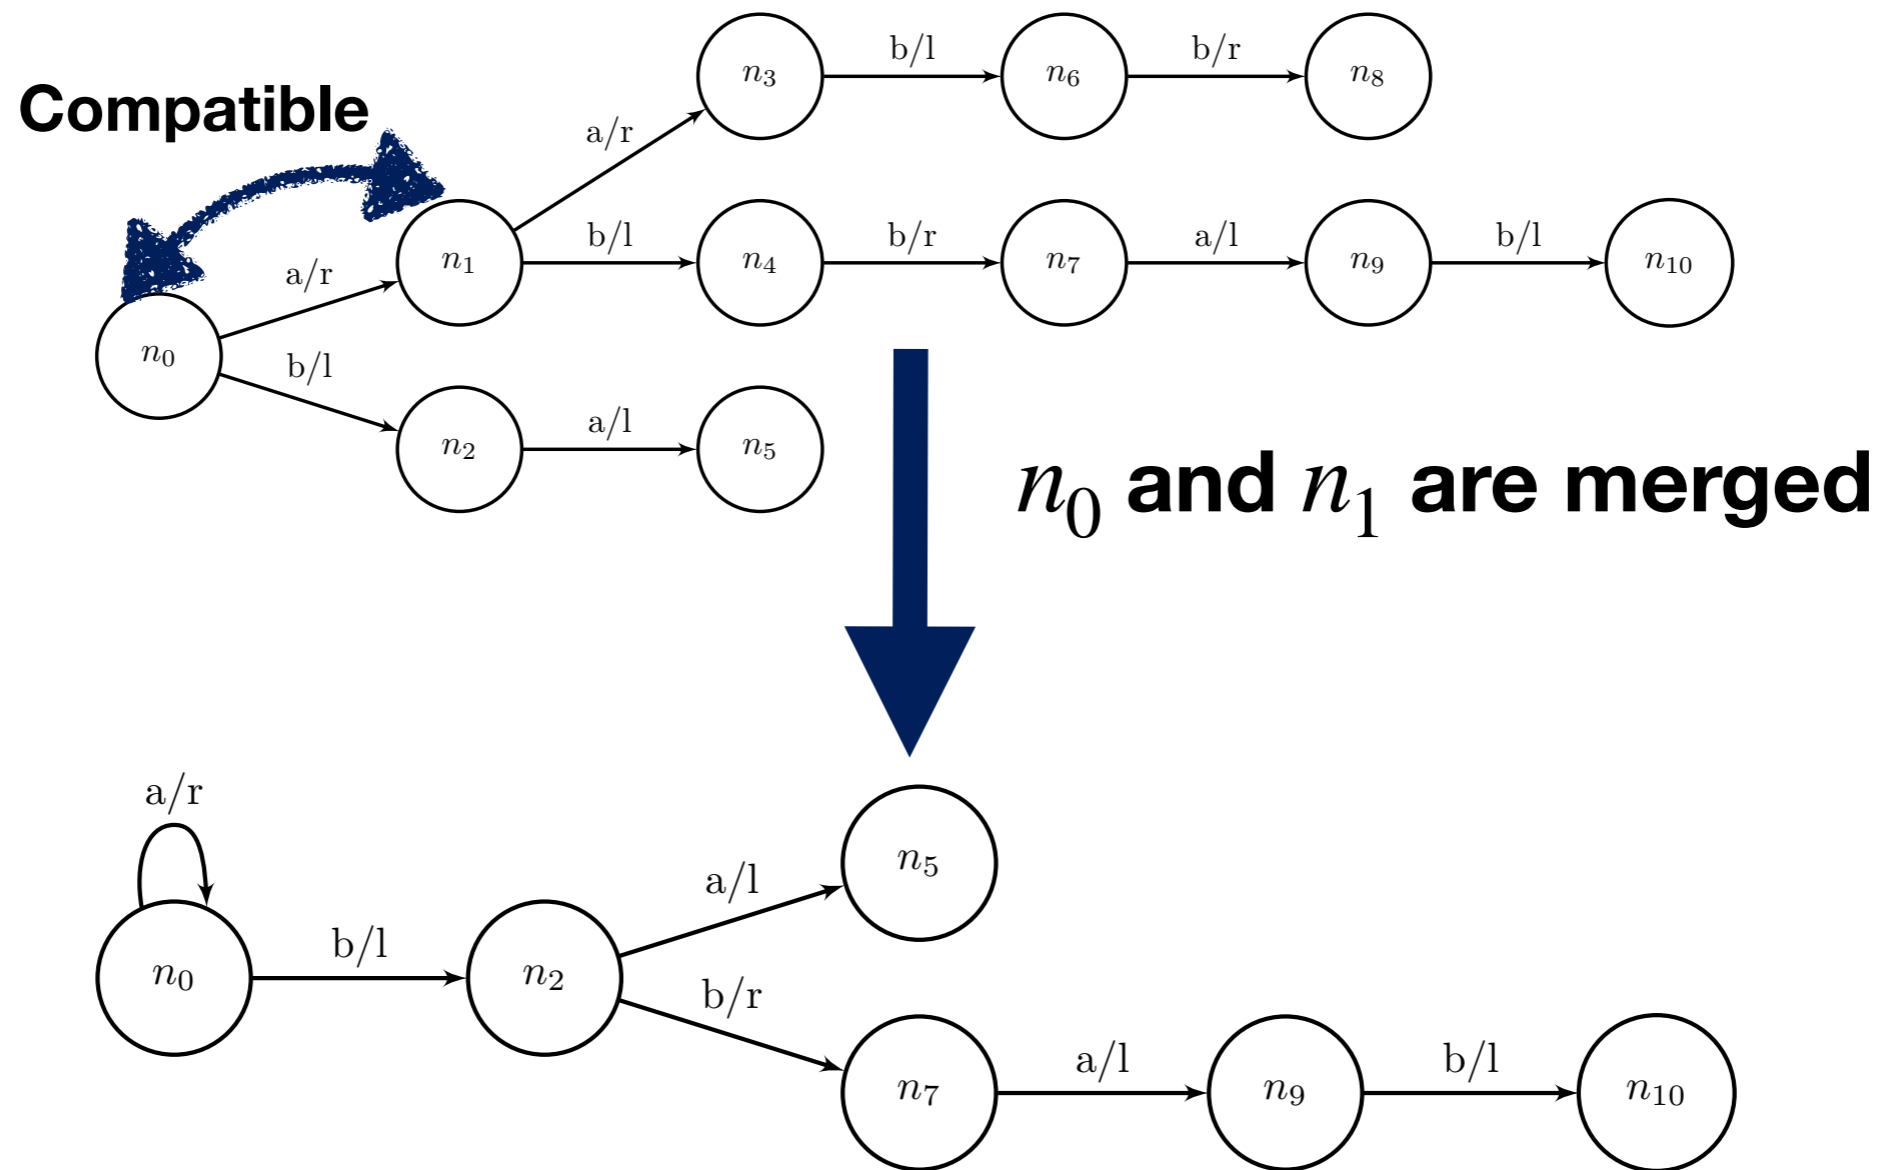 Compatible
n₃ b/l n₆ b/r n₈
a/r
n₁ b/l n₄ b/r n₇ a/l n₉ b/l n₁₀
a/r
n₀
b/l
n₂ a/l n₅
n₀ and n₁ are merged
a/r
n₅
a/l
n₀ b/l n₂
b/r
n₇ a/l n₉ b/l n₁₀